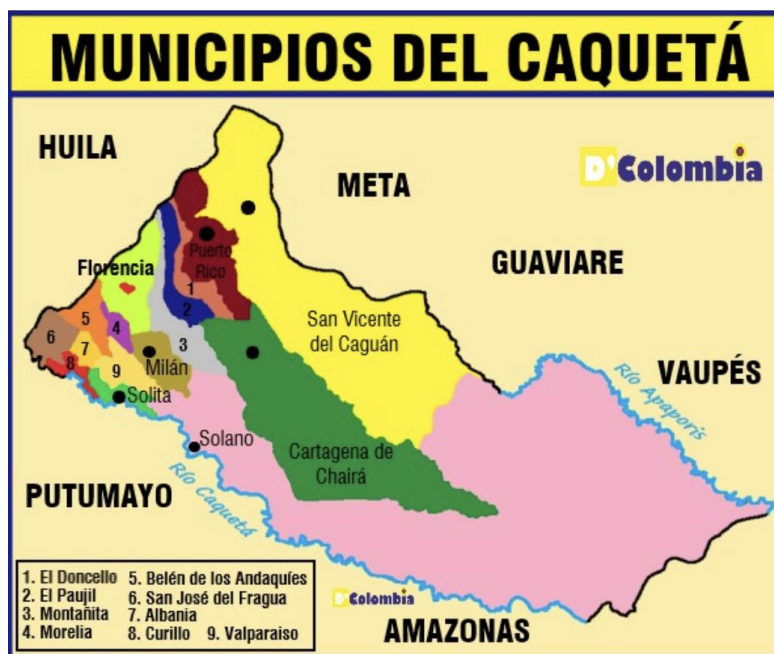 MUNICIPIOS DEL CAQUETÁ
HUILA
D'Colombia
META
GUAVIARE
Puerto
Rico
Florencia
1
2
San Vicente
del Caguán
5
4
6
7
3
VAUPÉS
8
9
Milán
Río Apaporis
Solita
Solano
Cartagena de
Chairá
Río Caquetá
PUTUMAYO
1. El Doncello
2. El Paujil
3. Montañita
4. Morelia
5. Belén de los Andaquíes
6. San José del Fragua
7. Albania
8. Curillo 9. Valparaiso
D'Colombia
AMAZONAS